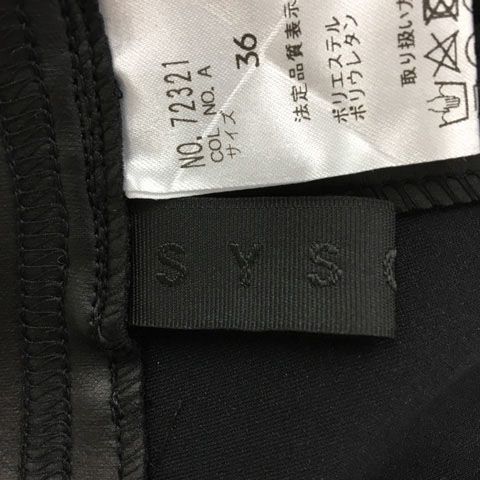 NO. 72321
COL NO. A
サイズ
36
法定品質表示
ポリエステル
ポリウレタン
取り扱い方
S Y S